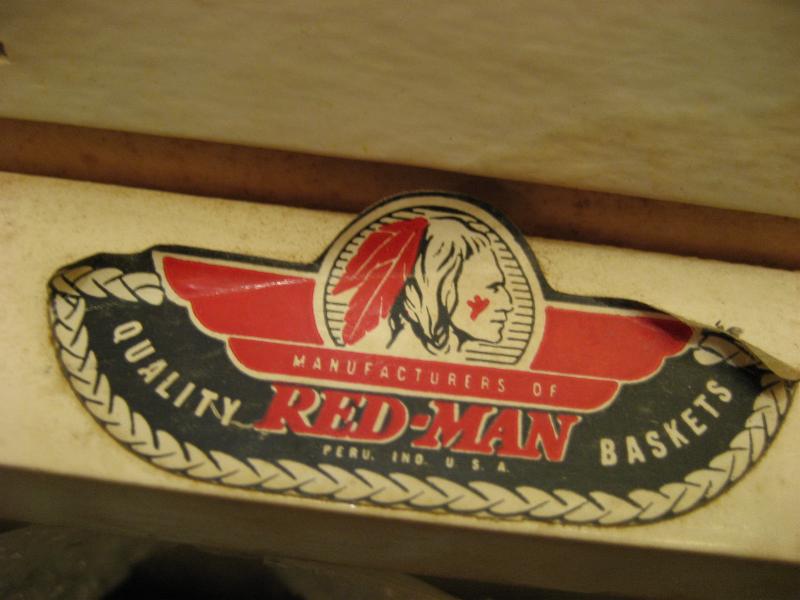 MANUFACTURERS OF
QUALITY RED-MAN BASKETS
PERU. IND. U.S.A.